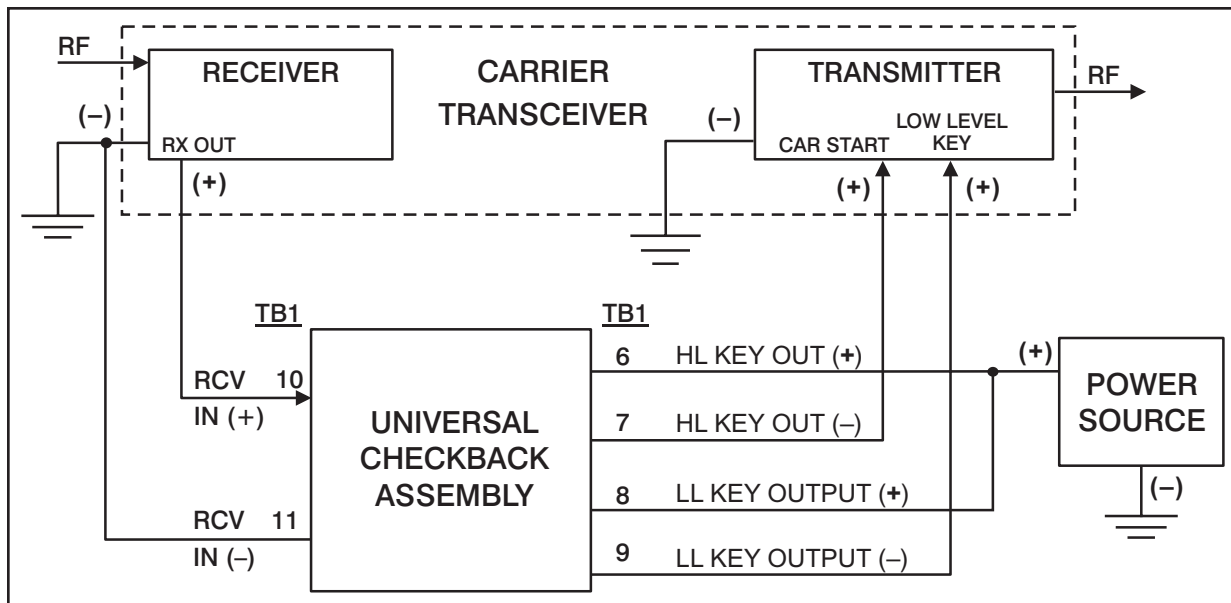 RF
RECEIVER
RX OUT
(–)
(+)
CARRIER
TRANSCEIVER
TRANSMITTER
CAR START
LOW LEVEL
KEY
(–)
(+)
(+)
RF
TB1
TB1
RCV 10
IN (+)
RCV 11
IN (–)
UNIVERSAL
CHECKBACK
ASSEMBLY
6 HL KEY OUT (+)
7 HL KEY OUT (–)
8 LL KEY OUTPUT (+)
9 LL KEY OUTPUT (–)
(+)
POWER
SOURCE
(–)